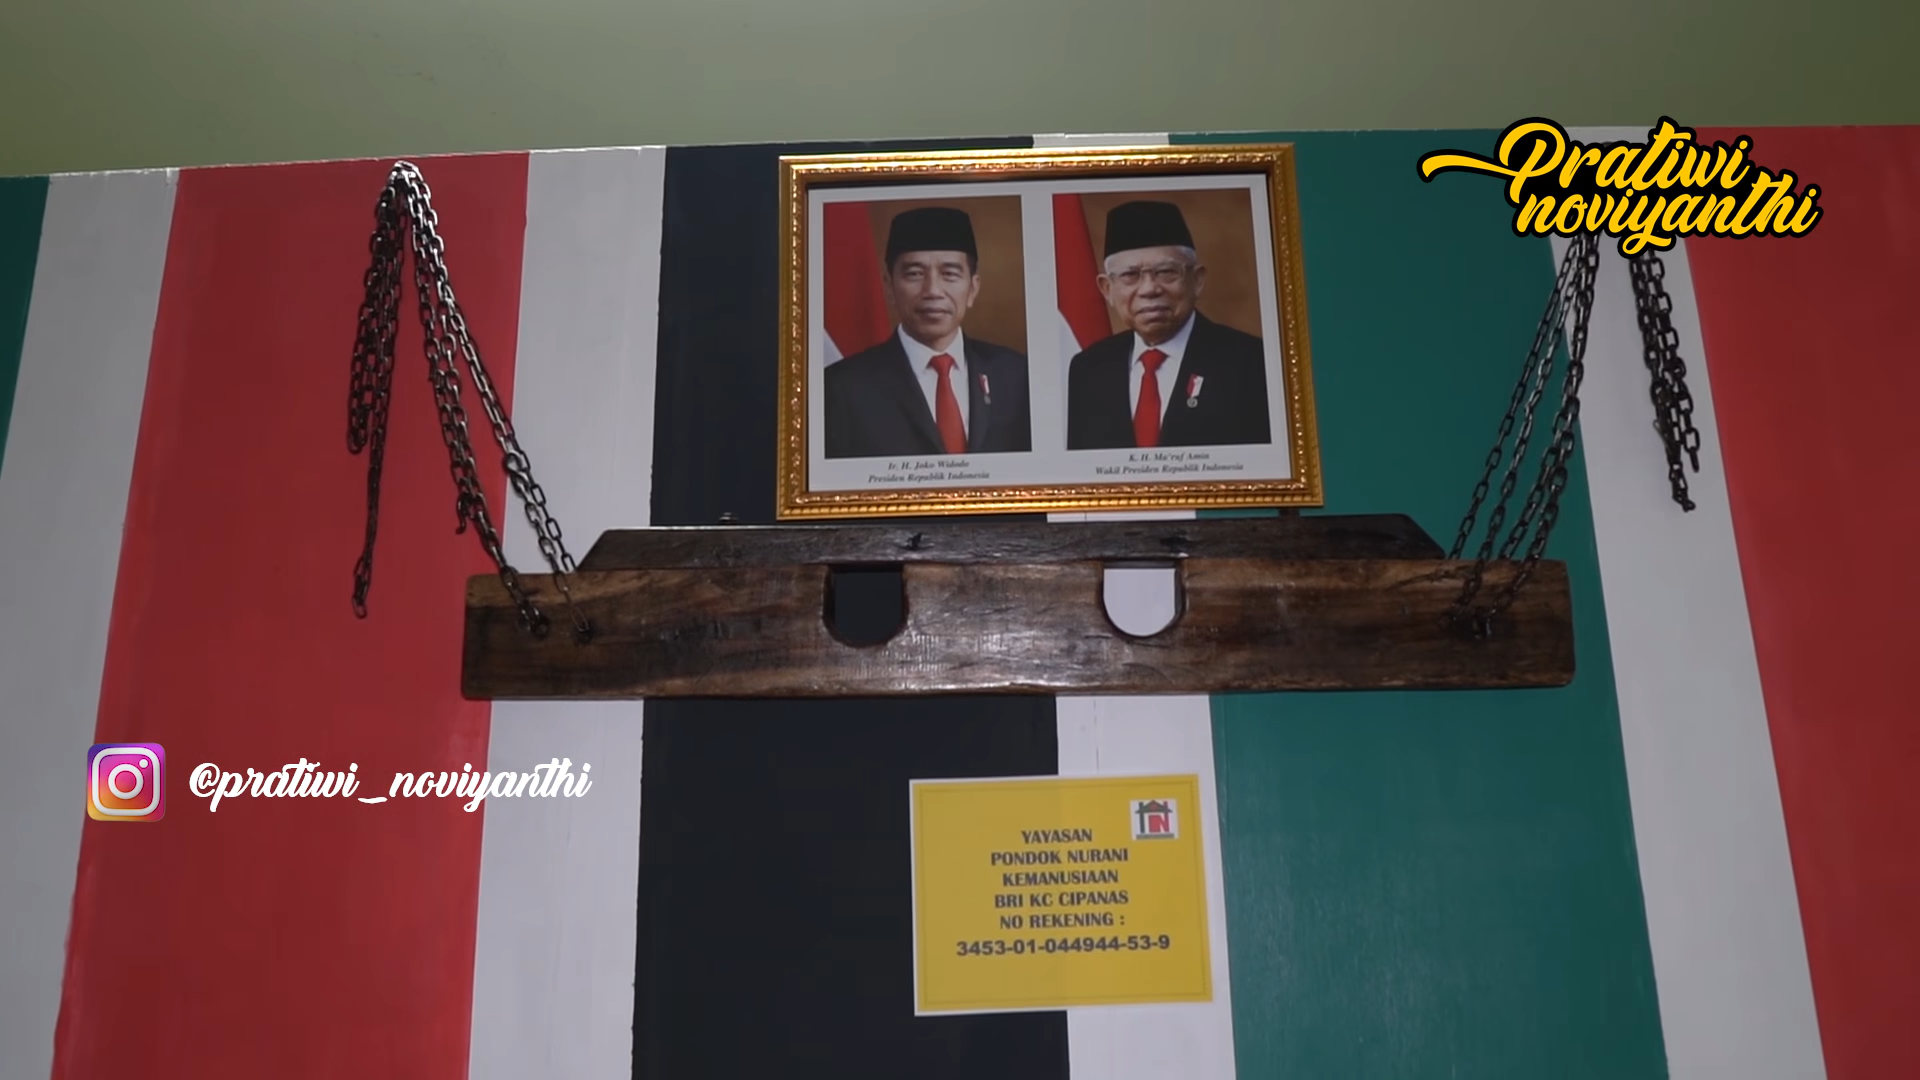 Pratiwi
noviyanthi
Ir. H. Joko Widodo
Presiden Republik Indonesia
K. H. Ma'ruf Amin
Wakil Presiden Republik Indonesia
@pratiwi_noviyanthi
YAYASAN
PONDOK NURANI
KEMANUSIAAN
BRI KC CIPANAS
NO REKENING :
3453-01-044944-53-9